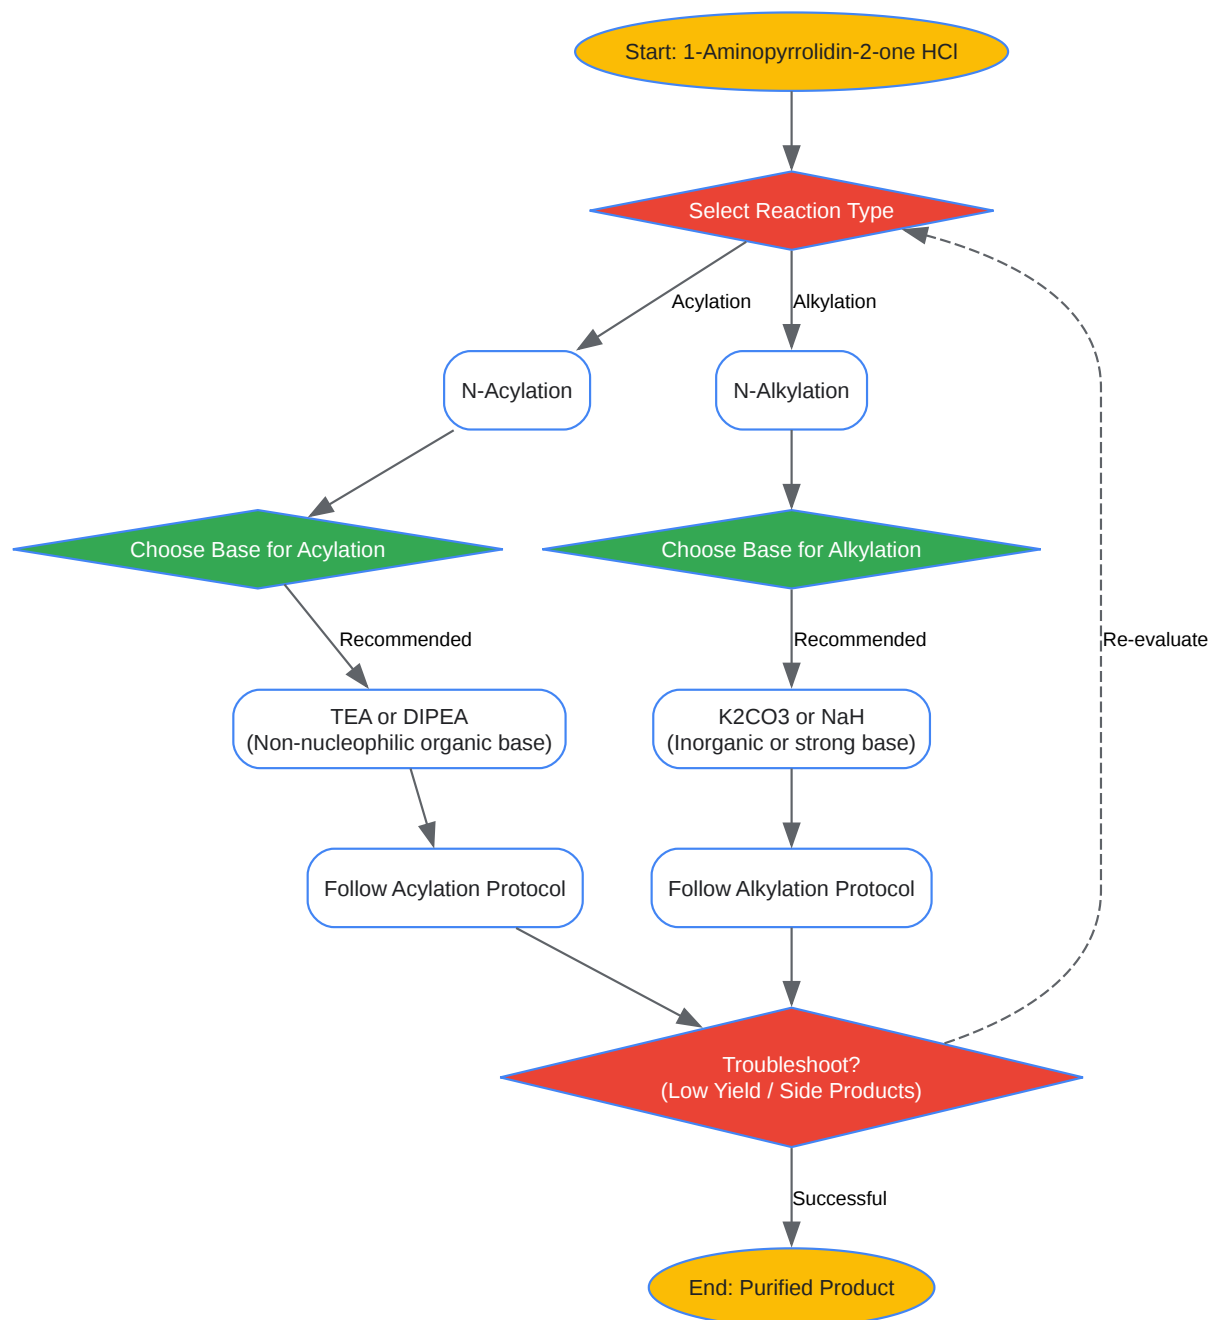 Start: 1-Aminopyrrolidin-2-one HCl
Select Reaction Type
Acylation
Alkylation
N-Acylation
N-Alkylation
Choose Base for Acylation
Choose Base for Alkylation
Recommended
Recommended
Re-evaluate
TEA or DIPEA
(Non-nucleophilic organic base)
K2CO3 or NaH
(Inorganic or strong base)
Follow Acylation Protocol
Follow Alkylation Protocol
Troubleshoot?
(Low Yield / Side Products)
Successful
End: Purified Product